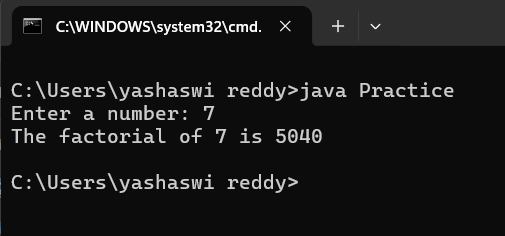 C:\WINDOWS\system32\cmd.
C:\Users\yashaswi reddy>java Practice
Enter a number: 7
The factorial of 7 is 5040
C:\Users\yashaswi reddy>